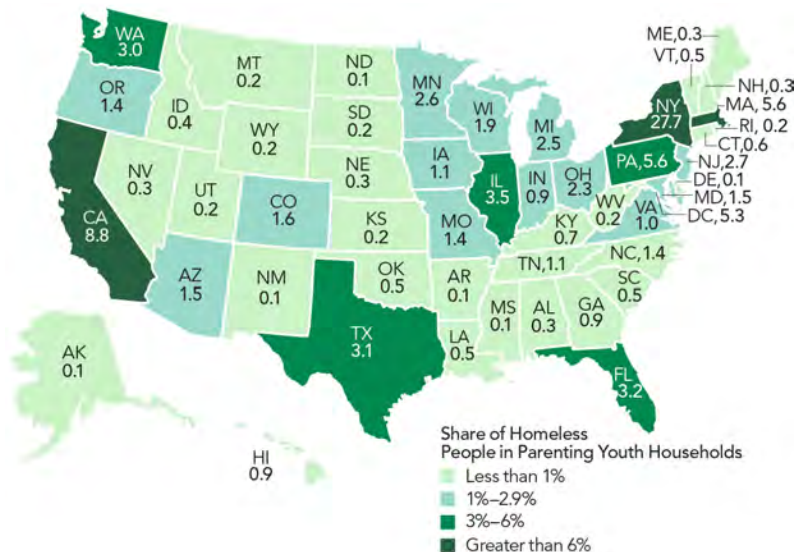 WA
3.0
OR
1.4
CA
8.8
ID
0.4
NV
0.3
MT
0.2
WY
0.2
UT
0.2
AZ
1.5
CO
1.6
NM
0.1
ND
0.1
SD
0.2
NE
0.3
KS
0.2
OK
0.5
TX
3.1
MN
2.6
IA
1.1
MO
1.4
AR
0.1
LA
0.5
WI
1.9
IL
3.5
MI
2.5
IN
0.9
OH
2.3
KY
0.7
TN,1.1
MS
0.1
AL
0.3
GA
0.9
FL
3.2
SC
0.5
NC,1.4
VA
1.0
WV
0.2
PA,5.6
NY
27.7
ME,0.3
VT,0.5
NH,0.3
MA, 5.6
RI, 0.2
CT,0.6
NJ,2.7
DE,0.1
MD,1.5
DC,5.3
AK
0.1
HI
0.9
Share of Homeless
People in Parenting Youth Households
Less than 1%
1%–2.9%
3%–6%
Greater than 6%